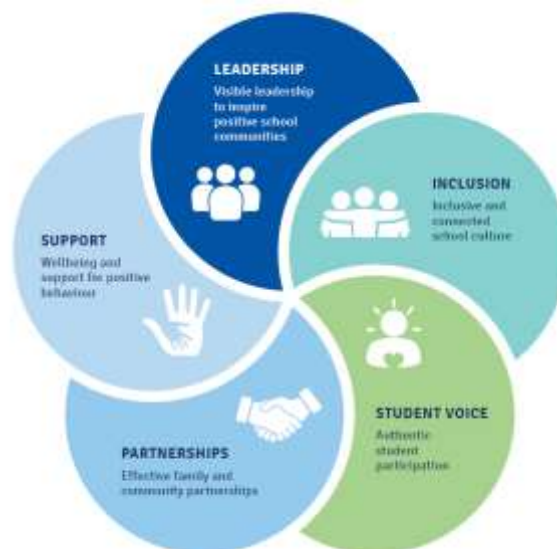 LEADERSHIP
Visible leadership
to inspire
positive school
communities
INCLUSION
Inclusive and
connected
school culture
STUDENT VOICE
Authentic
student
participation
PARTNERSHIPS
Effective family and
community partnerships
SUPPORT
Wellbeing and
support for positive
behaviour